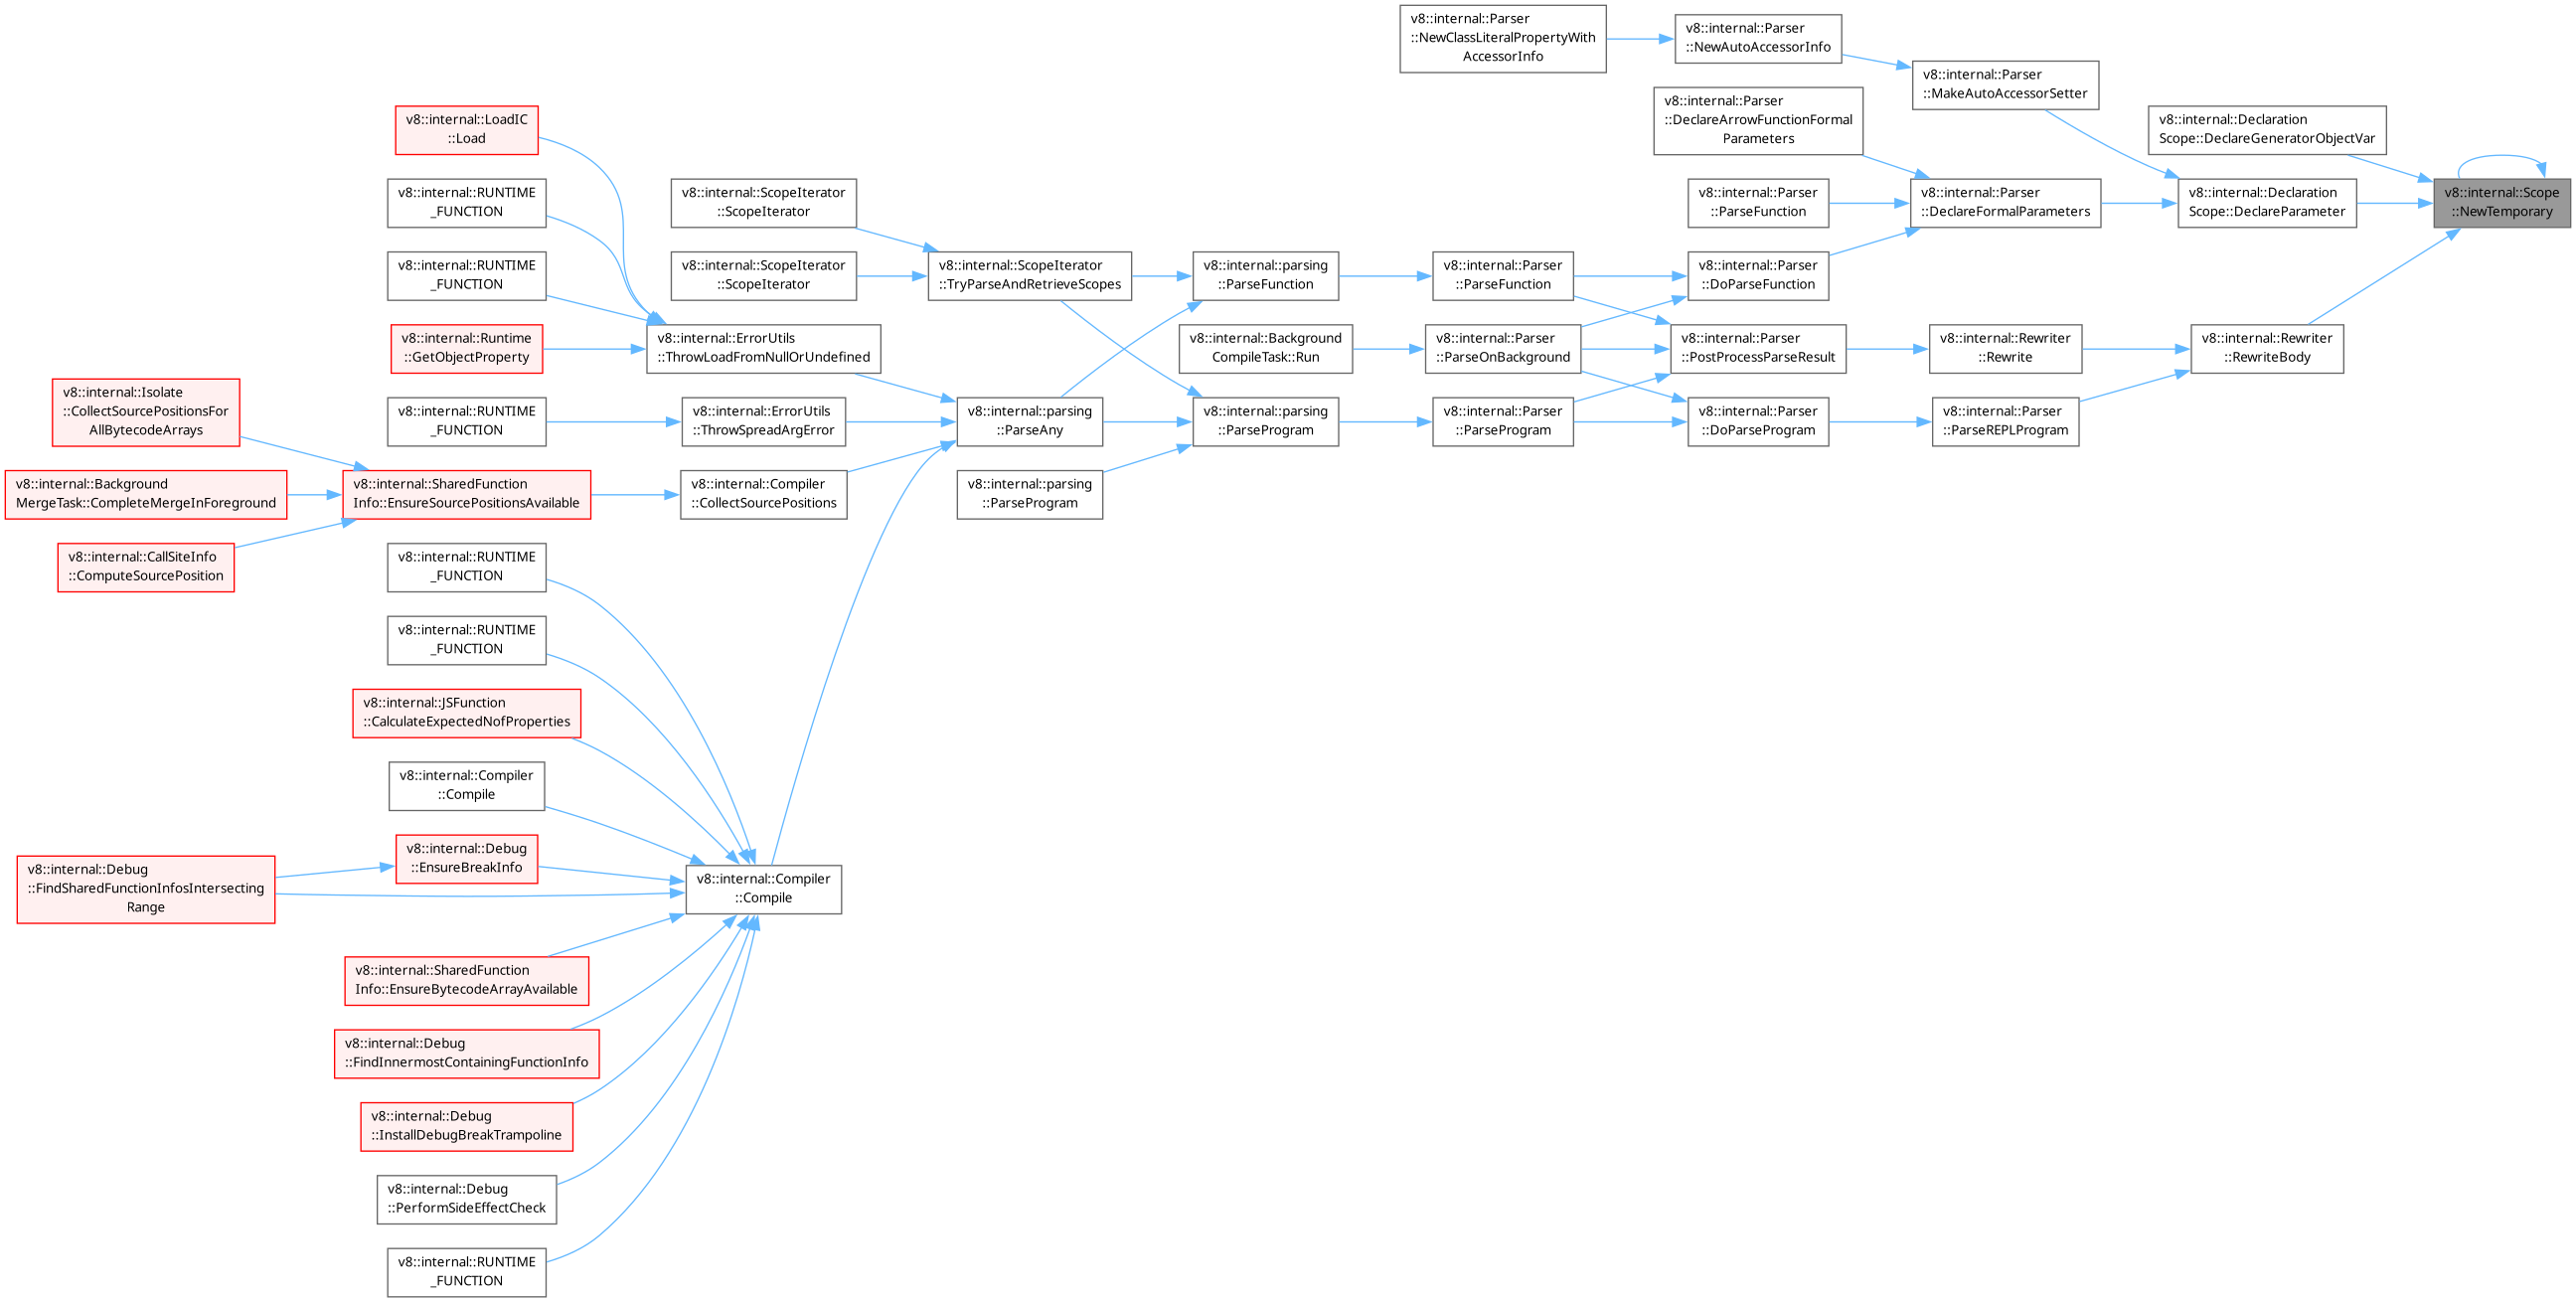 v8::internal::Parser
::NewClassLiteralPropertyWith
AccessorInfo
v8::internal::Parser
::NewAutoAccessorInfo
v8::internal::Parser
::MakeAutoAccessorSetter
v8::internal::Parser
::DeclareArrowFunctionFormal
Parameters
v8::internal::Declaration
Scope::DeclareGeneratorObjectVar
v8::internal::LoadIC
::Load
v8::internal::RUNTIME
_FUNCTION
v8::internal::ScopeIterator
::ScopeIterator
v8::internal::Parser
::ParseFunction
v8::internal::Parser
::DeclareFormalParameters
v8::internal::Declaration
Scope::DeclareParameter
v8::internal::Scope
::NewTemporary
v8::internal::RUNTIME
_FUNCTION
v8::internal::ScopeIterator
::ScopeIterator
v8::internal::ScopeIterator
::TryParseAndRetrieveScopes
v8::internal::parsing
::ParseFunction
v8::internal::Parser
::ParseFunction
v8::internal::Parser
::DoParseFunction
v8::internal::Runtime
::GetObjectProperty
v8::internal::ErrorUtils
::ThrowLoadFromNullOrUndefined
v8::internal::Background
CompileTask::Run
v8::internal::Parser
::ParseOnBackground
v8::internal::Parser
::PostProcessParseResult
v8::internal::Rewriter
::Rewrite
v8::internal::Rewriter
::RewriteBody
v8::internal::Isolate
::CollectSourcePositionsFor
AllBytecodeArrays
v8::internal::RUNTIME
_FUNCTION
v8::internal::ErrorUtils
::ThrowSpreadArgError
v8::internal::parsing
::ParseAny
v8::internal::parsing
::ParseProgram
v8::internal::Parser
::ParseProgram
v8::internal::Parser
::DoParseProgram
v8::internal::Parser
::ParseREPLProgram
v8::internal::Background
MergeTask::CompleteMergeInForeground
v8::internal::SharedFunction
Info::EnsureSourcePositionsAvailable
v8::internal::Compiler
::CollectSourcePositions
v8::internal::parsing
::ParseProgram
v8::internal::CallSiteInfo
::ComputeSourcePosition
v8::internal::RUNTIME
_FUNCTION
v8::internal::RUNTIME
_FUNCTION
v8::internal::JSFunction
::CalculateExpectedNofProperties
v8::internal::Compiler
::Compile
v8::internal::Debug
::FindSharedFunctionInfosIntersecting
Range
v8::internal::Debug
::EnsureBreakInfo
v8::internal::Compiler
::Compile
v8::internal::SharedFunction
Info::EnsureBytecodeArrayAvailable
v8::internal::Debug
::FindInnermostContainingFunctionInfo
v8::internal::Debug
::InstallDebugBreakTrampoline
v8::internal::Debug
::PerformSideEffectCheck
v8::internal::RUNTIME
_FUNCTION